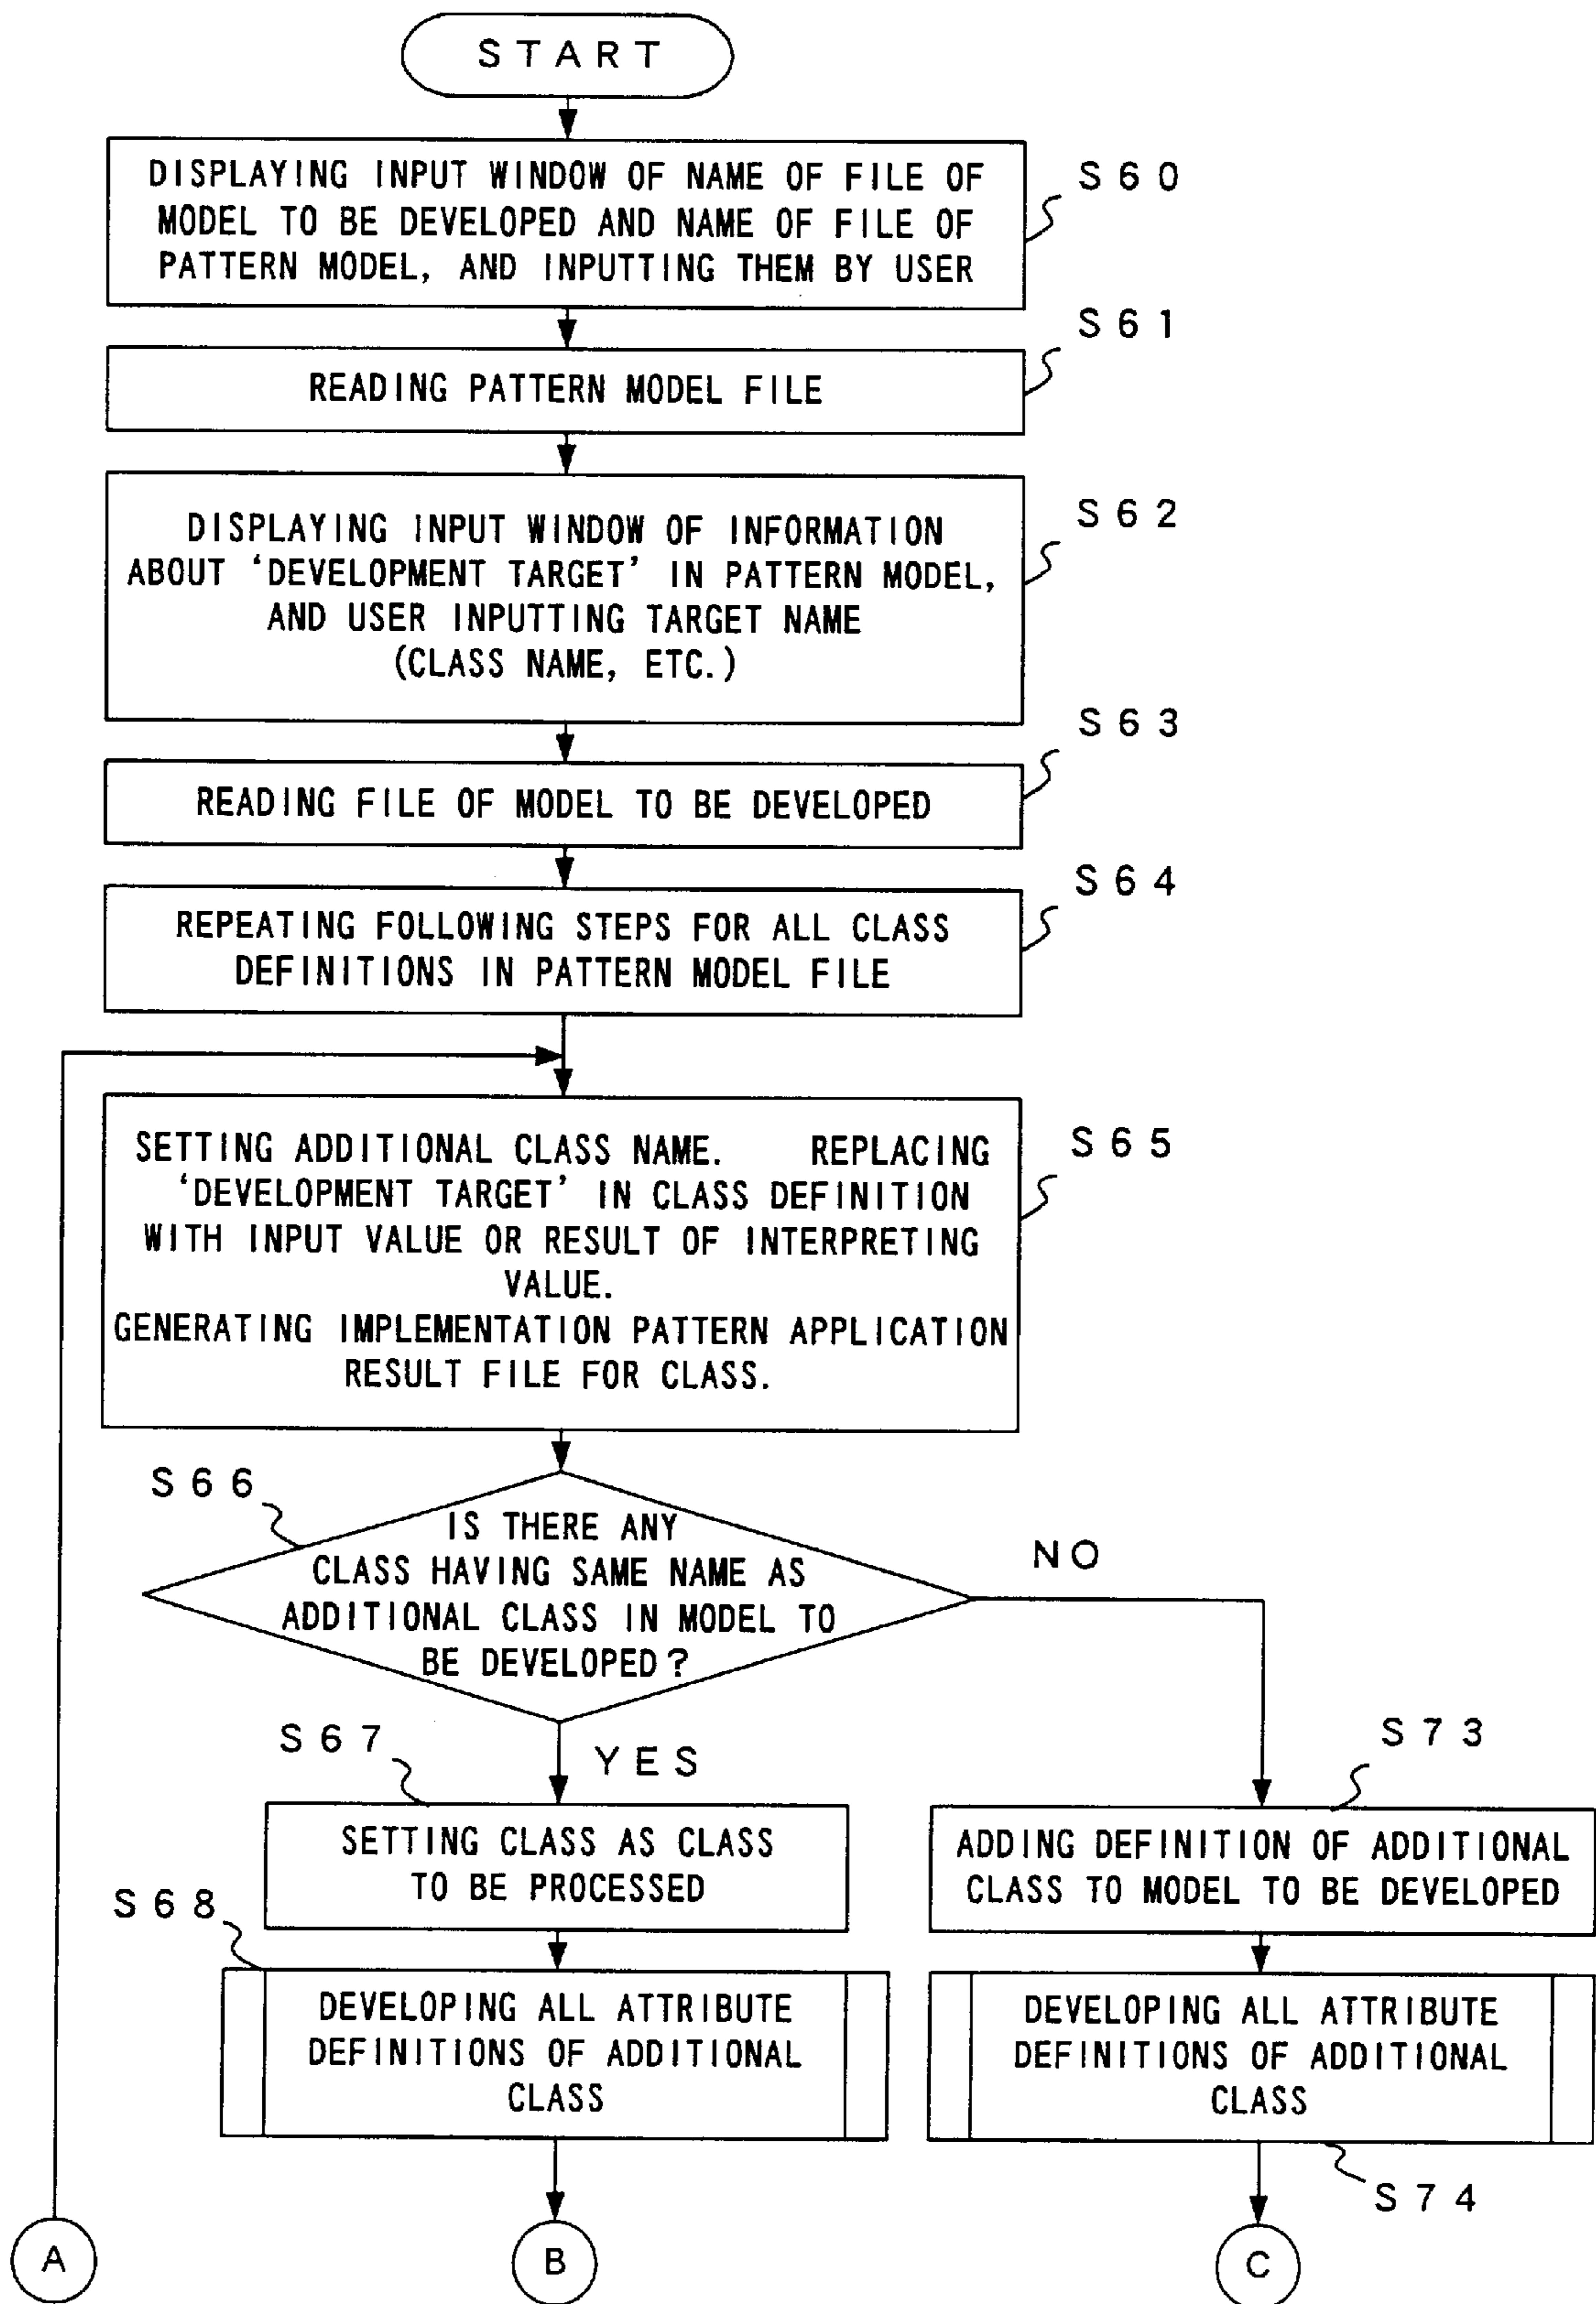 START
DISPLAYING INPUT WINDOW OF NAME OF FILE OF
MODEL TO BE DEVELOPED AND NAME OF FILE OF
PATTERN MODEL, AND INPUTTING THEM BY USER
S60
READING PATTERN MODEL FILE
S61
DISPLAYING INPUT WINDOW OF INFORMATION
ABOUT ‘DEVELOPMENT TARGET’ IN PATTERN MODEL,
AND USER INPUTTING TARGET NAME
(CLASS NAME, ETC.)
S62
READING FILE OF MODEL TO BE DEVELOPED
S63
REPEATING FOLLOWING STEPS FOR ALL CLASS
DEFINITIONS IN PATTERN MODEL FILE
S64
SETTING ADDITIONAL CLASS NAME. REPLACING
‘DEVELOPMENT TARGET’ IN CLASS DEFINITION
WITH INPUT VALUE OR RESULT OF INTERPRETING
VALUE.
GENERATING IMPLEMENTATION PATTERN APPLICATION
RESULT FILE FOR CLASS.
S65
S66
IS THERE ANY
CLASS HAVING SAME NAME AS
ADDITIONAL CLASS IN MODEL TO
BE DEVELOPED?
NO
YES
S67
SETTING CLASS AS CLASS
TO BE PROCESSED
S73
ADDING DEFINITION OF ADDITIONAL
CLASS TO MODEL TO BE DEVELOPED
S68
DEVELOPING ALL ATTRIBUTE
DEFINITIONS OF ADDITIONAL
CLASS
DEVELOPING ALL ATTRIBUTE
DEFINITIONS OF ADDITIONAL
CLASS
S74
A
B
C